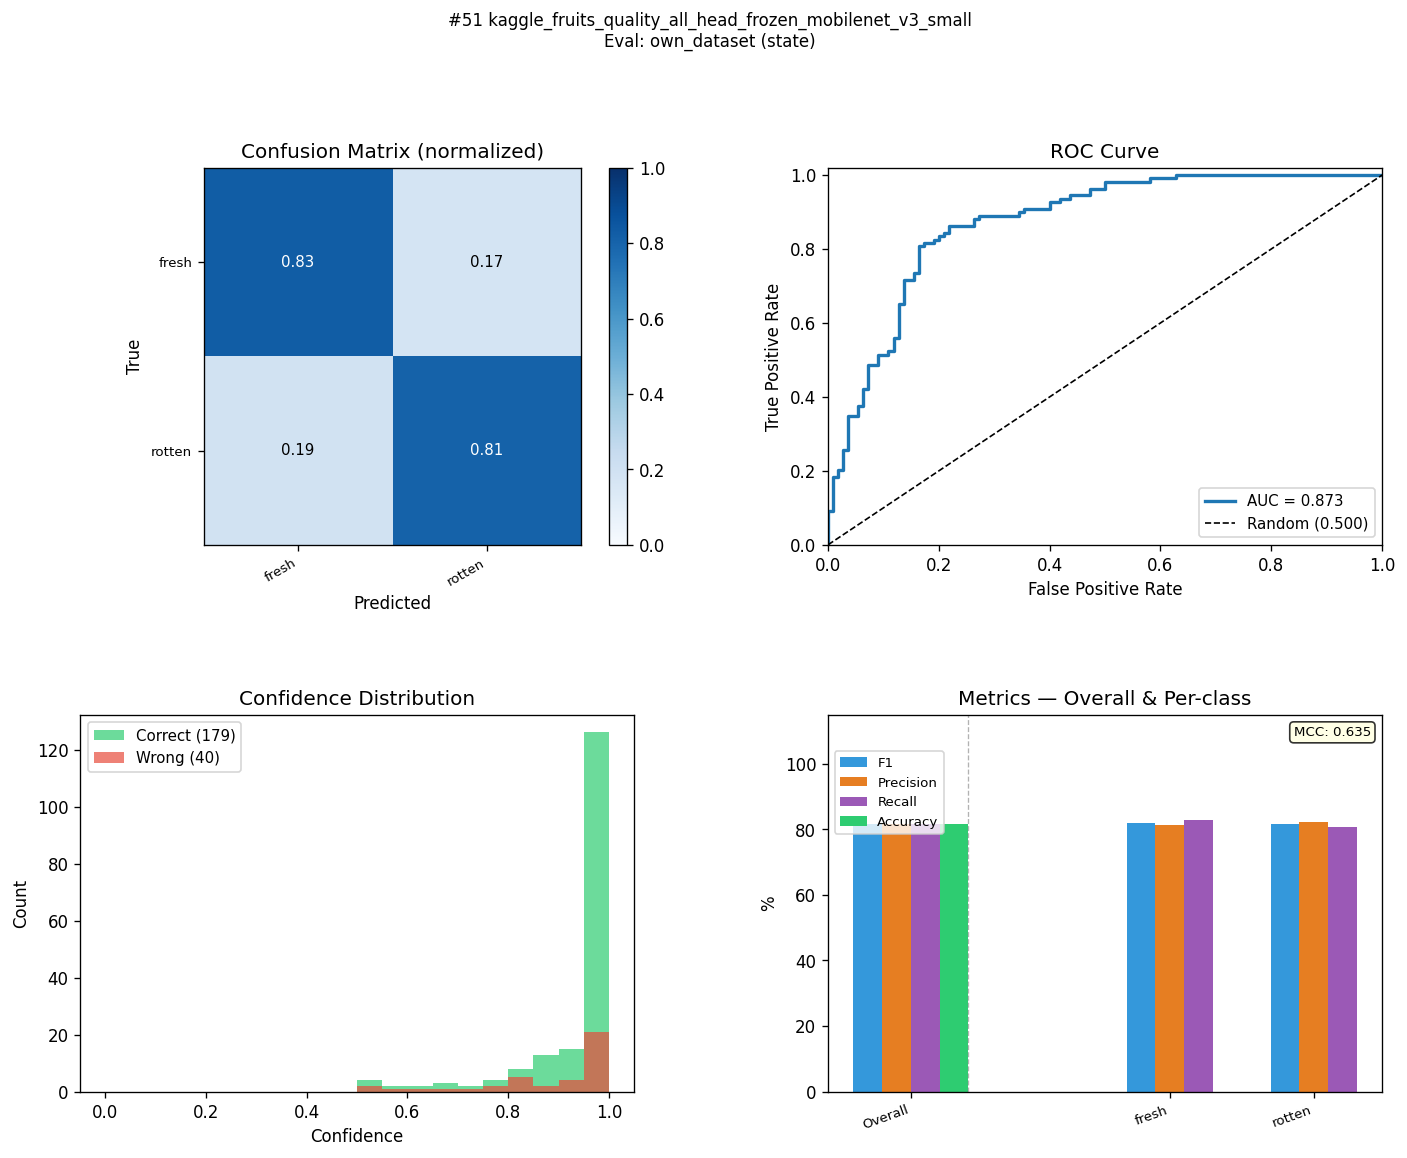 #51 kaggle_fruits_quality_all_head_frozen_mobilenet_v3_small
Eval: own_dataset (state)
Confusion Matrix (normalized)
True
fresh
rotten
0.83
0.17
0.19
0.81
fresh
rotten
Predicted
1.0
0.8
0.6
0.4
0.2
0.0
ROC Curve
True Positive Rate
1.0
0.8
0.6
0.4
0.2
0.0
AUC = 0.873
Random (0.500)
0.0
0.2
0.4
0.6
0.8
1.0
False Positive Rate
Confidence Distribution
Count
120
100
80
60
40
20
0
Correct (179)
Wrong (40)
0.0
0.2
0.4
0.6
0.8
1.0
Confidence
Metrics — Overall & Per-class
%
100
80
60
40
20
0
MCC: 0.635
F1
Precision
Recall
Accuracy
Overall
fresh
rotten